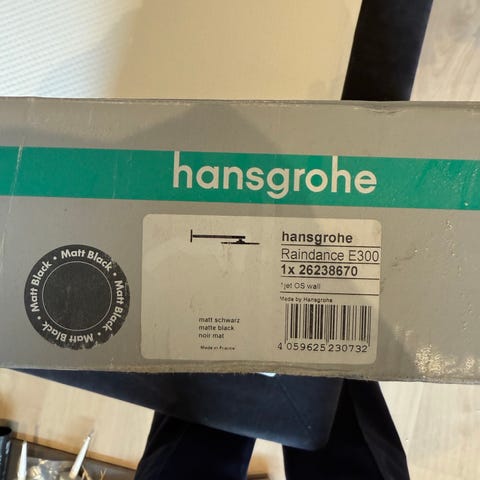 hansgrohe
Matt Black • Matt Black • Matt Black • Matt Black •
hansgrohe
Raindance E300
1x 26238670
1jet OS wall
Made by Hansgrohe
matt schwarz
matte black
noir mat
Made in France
4 059625 230732